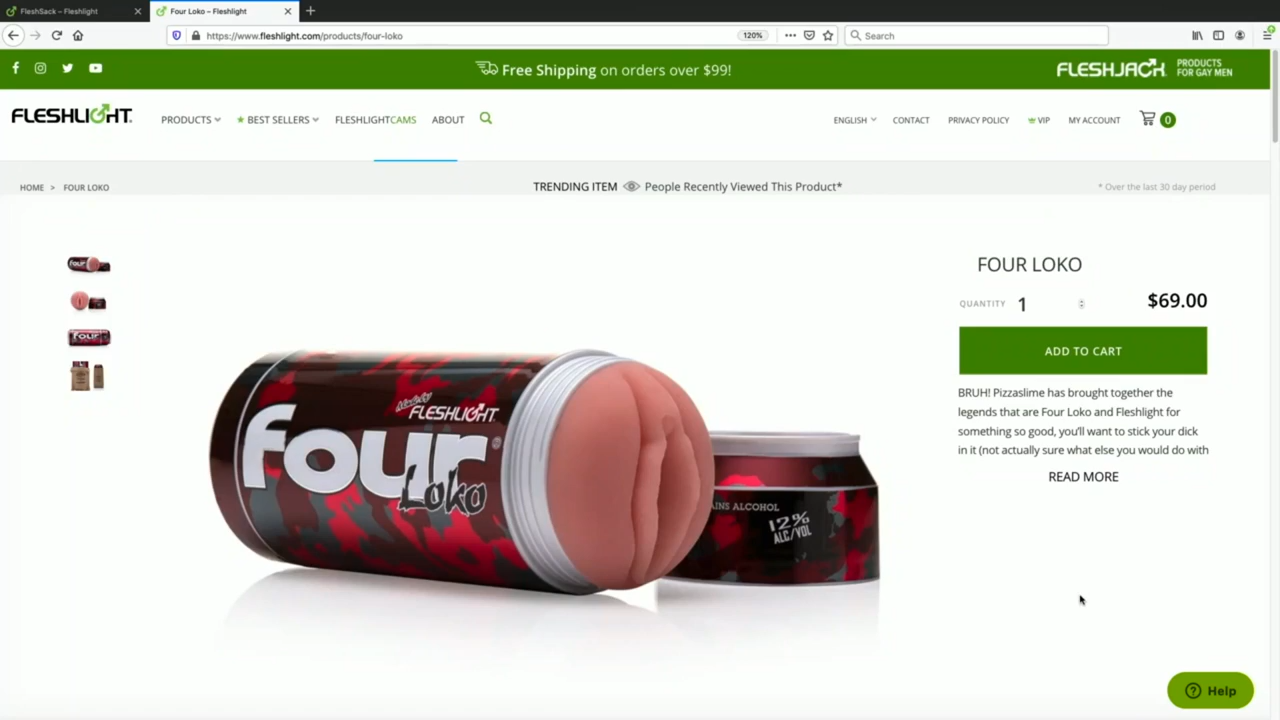 FleshSack – Fleshlight
Four Loko – Fleshlight
https://www.fleshlight.com/products/four-loko
120%
Search
Free Shipping on orders over $99!
FLESHJACK
PRODUCTS
FOR GAY MEN
FLESHLIGHT
PRODUCTS
BEST SELLERS
FLESHLIGHTCAMS
ABOUT
ENGLISH
CONTACT
PRIVACY POLICY
VIP
MY ACCOUNT
0
HOME > FOUR LOKO
TRENDING ITEM
People Recently Viewed This Product*
* Over the last 30 day period
four
four
FOUR LOKO
QUANTITY 1
$69.00
ADD TO CART
BRUH! Pizzaslime has brought together the
legends that are Four Loko and Fleshlight for
something so good, you'll want to stick your dick
in it (not actually sure what else you would do with
READ MORE
Made by
FLESHLIGHT
four
Loko
AINS ALCOHOL
12%
ALC/VOL
Help